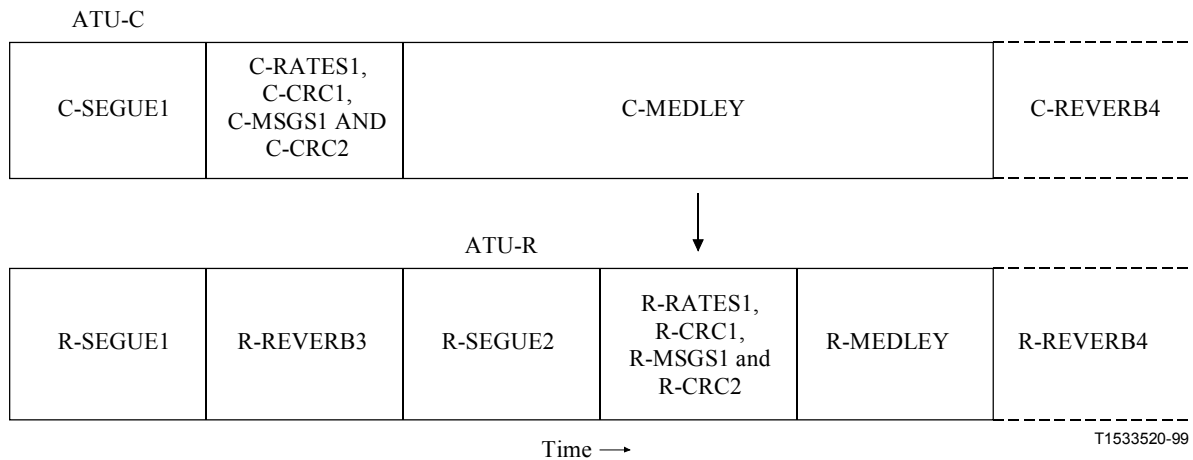 ATU-C
C-SEGUE1
C-RATES1,
C-CRC1,
C-MSGS1 AND
C-CRC2
C-MEDLEY
C-REVERB4
ATU-R
R-SEGUE1
R-REVERB3
R-SEGUE2
R-RATES1,
R-CRC1,
R-MSGS1 and
R-CRC2
R-MEDLEY
R-REVERB4
Time
T1533520-99